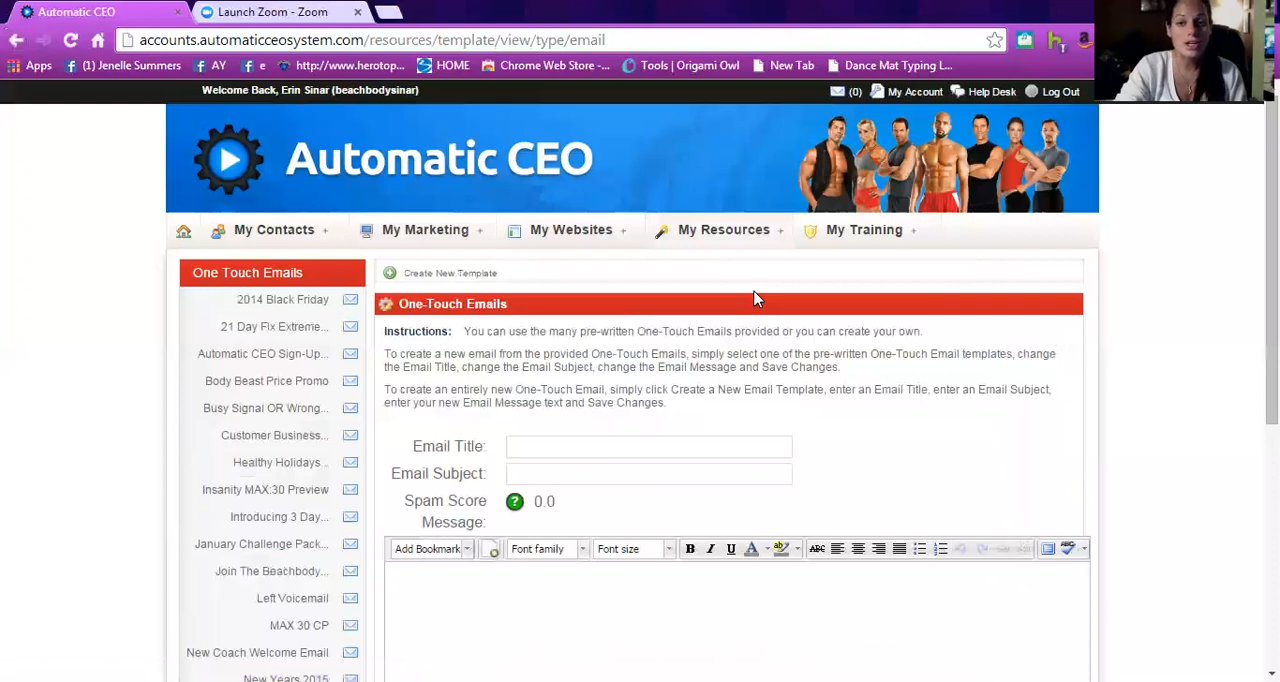 Automatic CEO
Launch Zoom - Zoom
accounts.automaticceosystem.com/resources/template/view/type/email
Apps (1) Jenelle Summers AY e http://www.herotop... HOME Chrome Web Store -... Tools | Origami Owl New Tab Dance Mat Typing L...
Welcome Back, Erin Sinar (beachbodysinar)
(0) My Account Help Desk Log Out
Automatic CEO
My Contacts + My Marketing + My Websites + My Resources + My Training +
One Touch Emails
2014 Black Friday
21 Day Fix Extreme...
Automatic CEO Sign-Up...
Body Beast Price Promo
Busy Signal OR Wrong...
Customer Business...
Healthy Holidays...
Insanity MAX:30 Preview
Introducing 3 Day...
January Challenge Pack...
Join The Beachbody...
Left Voicemail
MAX 30 CP
New Coach Welcome Email
New Years 2015
Create New Template
One-Touch Emails
Instructions: You can use the many pre-written One-Touch Emails provided or you can create your own.
To create a new email from the provided One-Touch Emails, simply select one of the pre-written One-Touch Email templates, change
the Email Title, change the Email Subject, change the Email Message and Save Changes.
To create an entirely new One-Touch Email, simply click Create a New Email Template, enter an Email Title, enter an Email Subject,
enter your new Email Message text and Save Changes.
Email Title:
Email Subject:
Spam Score ? 0.0
Message:
Add Bookmark Font family Font size B I U A ab ABC